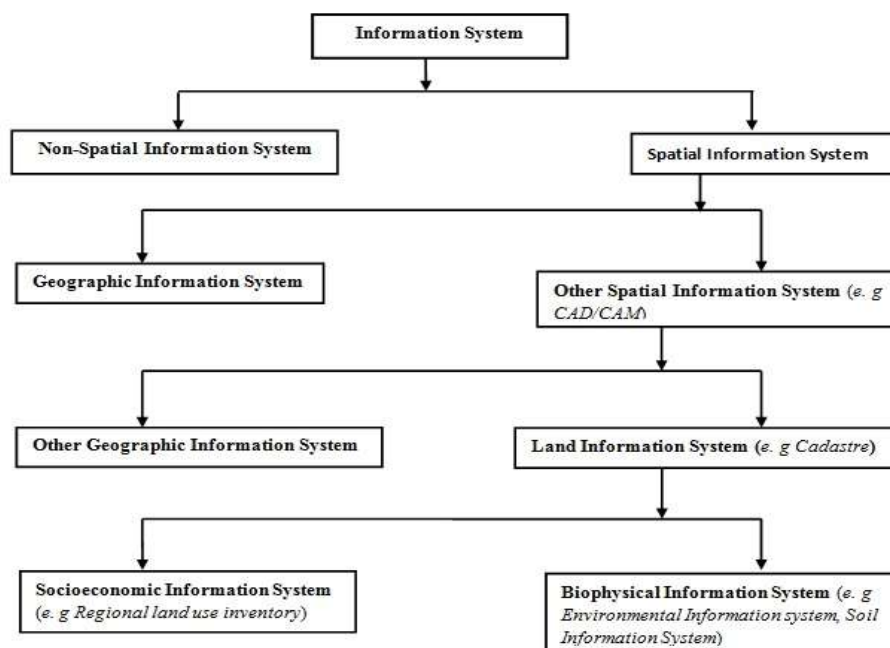 Information System
Non-Spatial Information System
Spatial Information System
Geographic Information System
Other Spatial Information System (e. g
CAD/CAM)
Other Geographic Information System
Land Information System (e. g Cadastre)
Socioeconomic Information System
(e. g Regional land use inventory)
Biophysical Information System (e. g
Environmental Information system, Soil
Information System)